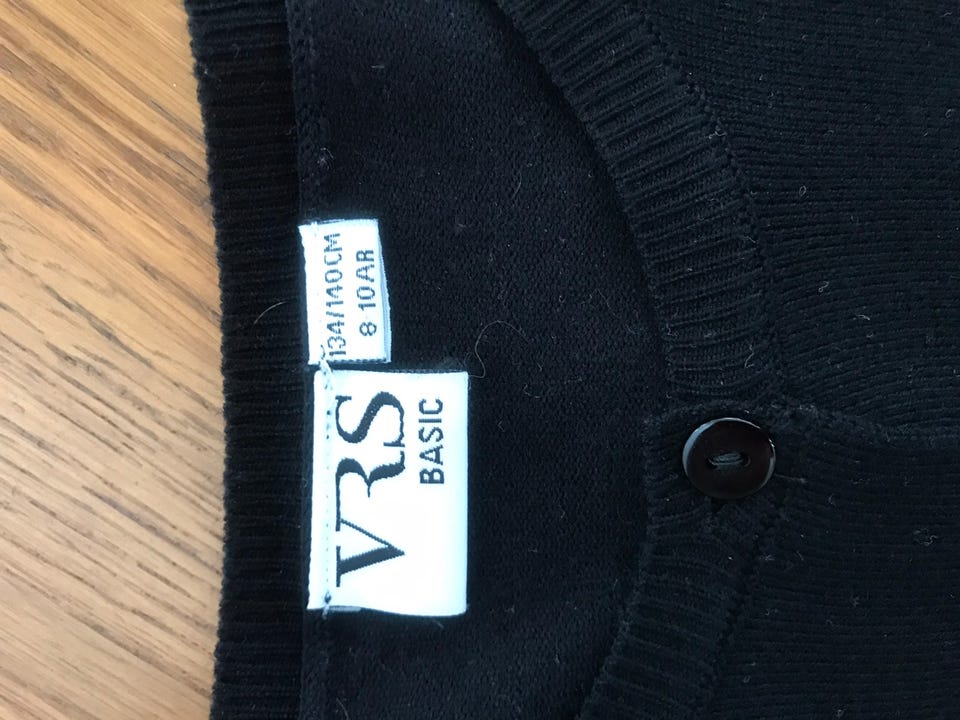 VRS
BASIC
134/140CM
8-10AR